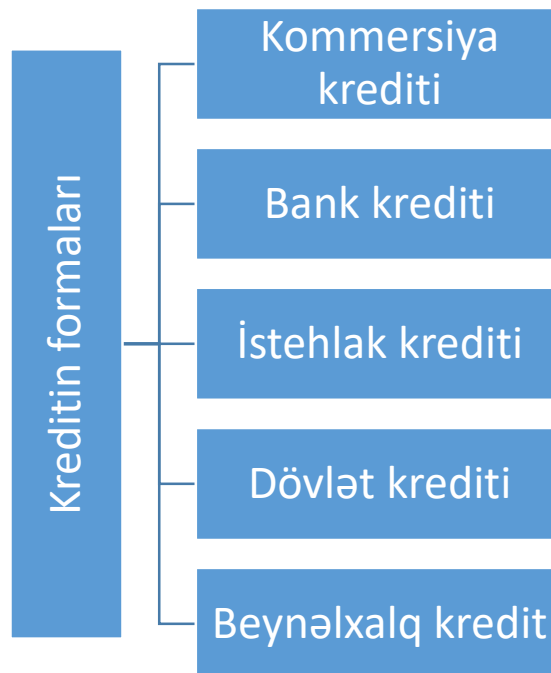 Kreditin formaları
Kommersiya
krediti
Bank krediti
İstehlak krediti
Dövlət krediti
Beynəlxalq kredit